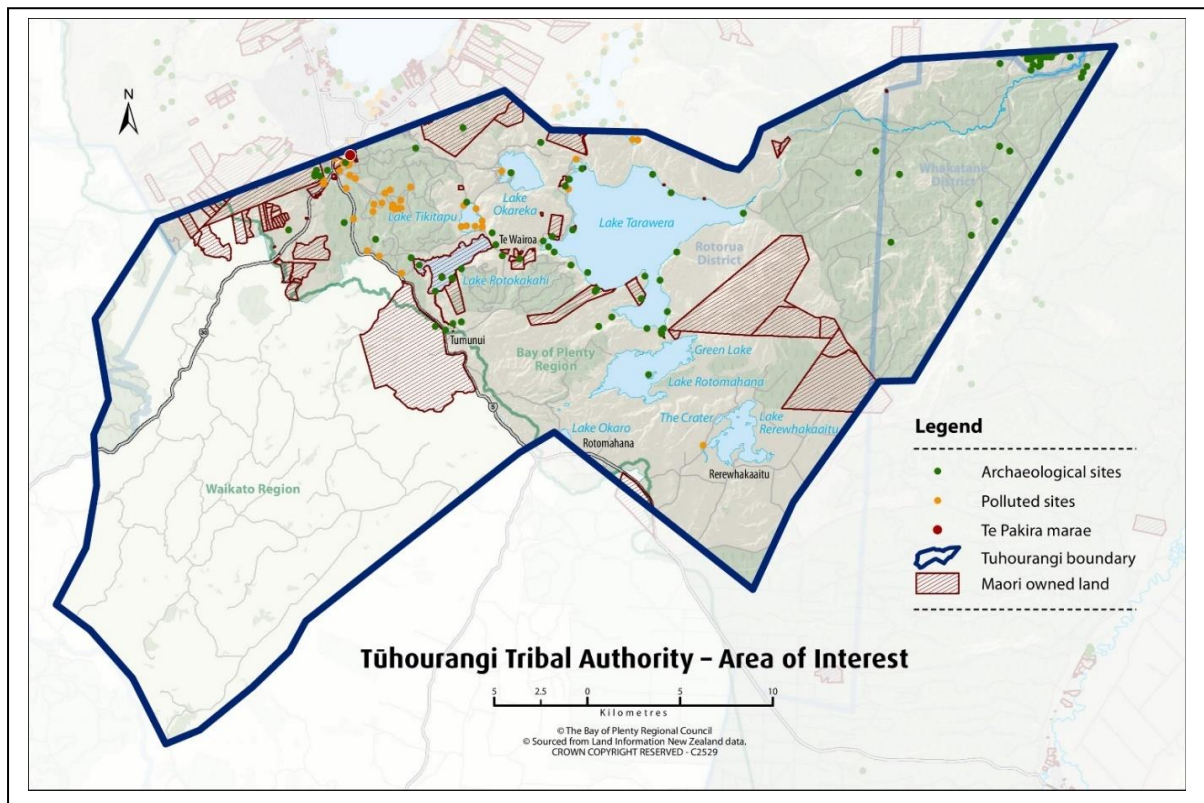 N
Whakatane
District
Lake
Okareka
Lake Tikitapu
Lake Tarawera
Te Wairoa
Rotorua
District
Lake Rotokakahi
30
Tumunui
Bay of Plenty
Region
Green Lake
Lake Rotomahana
5
The Crater
Lake
Rerewhakaaitu
Lake Okaro
Rotomahana
Rerewhakaaitu
Waikato Region
Legend
Archaeological sites
Polluted sites
Te Pakira marae
Tuhourangi boundary
Maori owned land
Tūhourangi Tribal Authority – Area of Interest
5 2.5 0 5 10
Kilometres
© The Bay of Plenty Regional Council
© Sourced from Land Information New Zealand data.
CROWN COPYRIGHT RESERVED - C2529